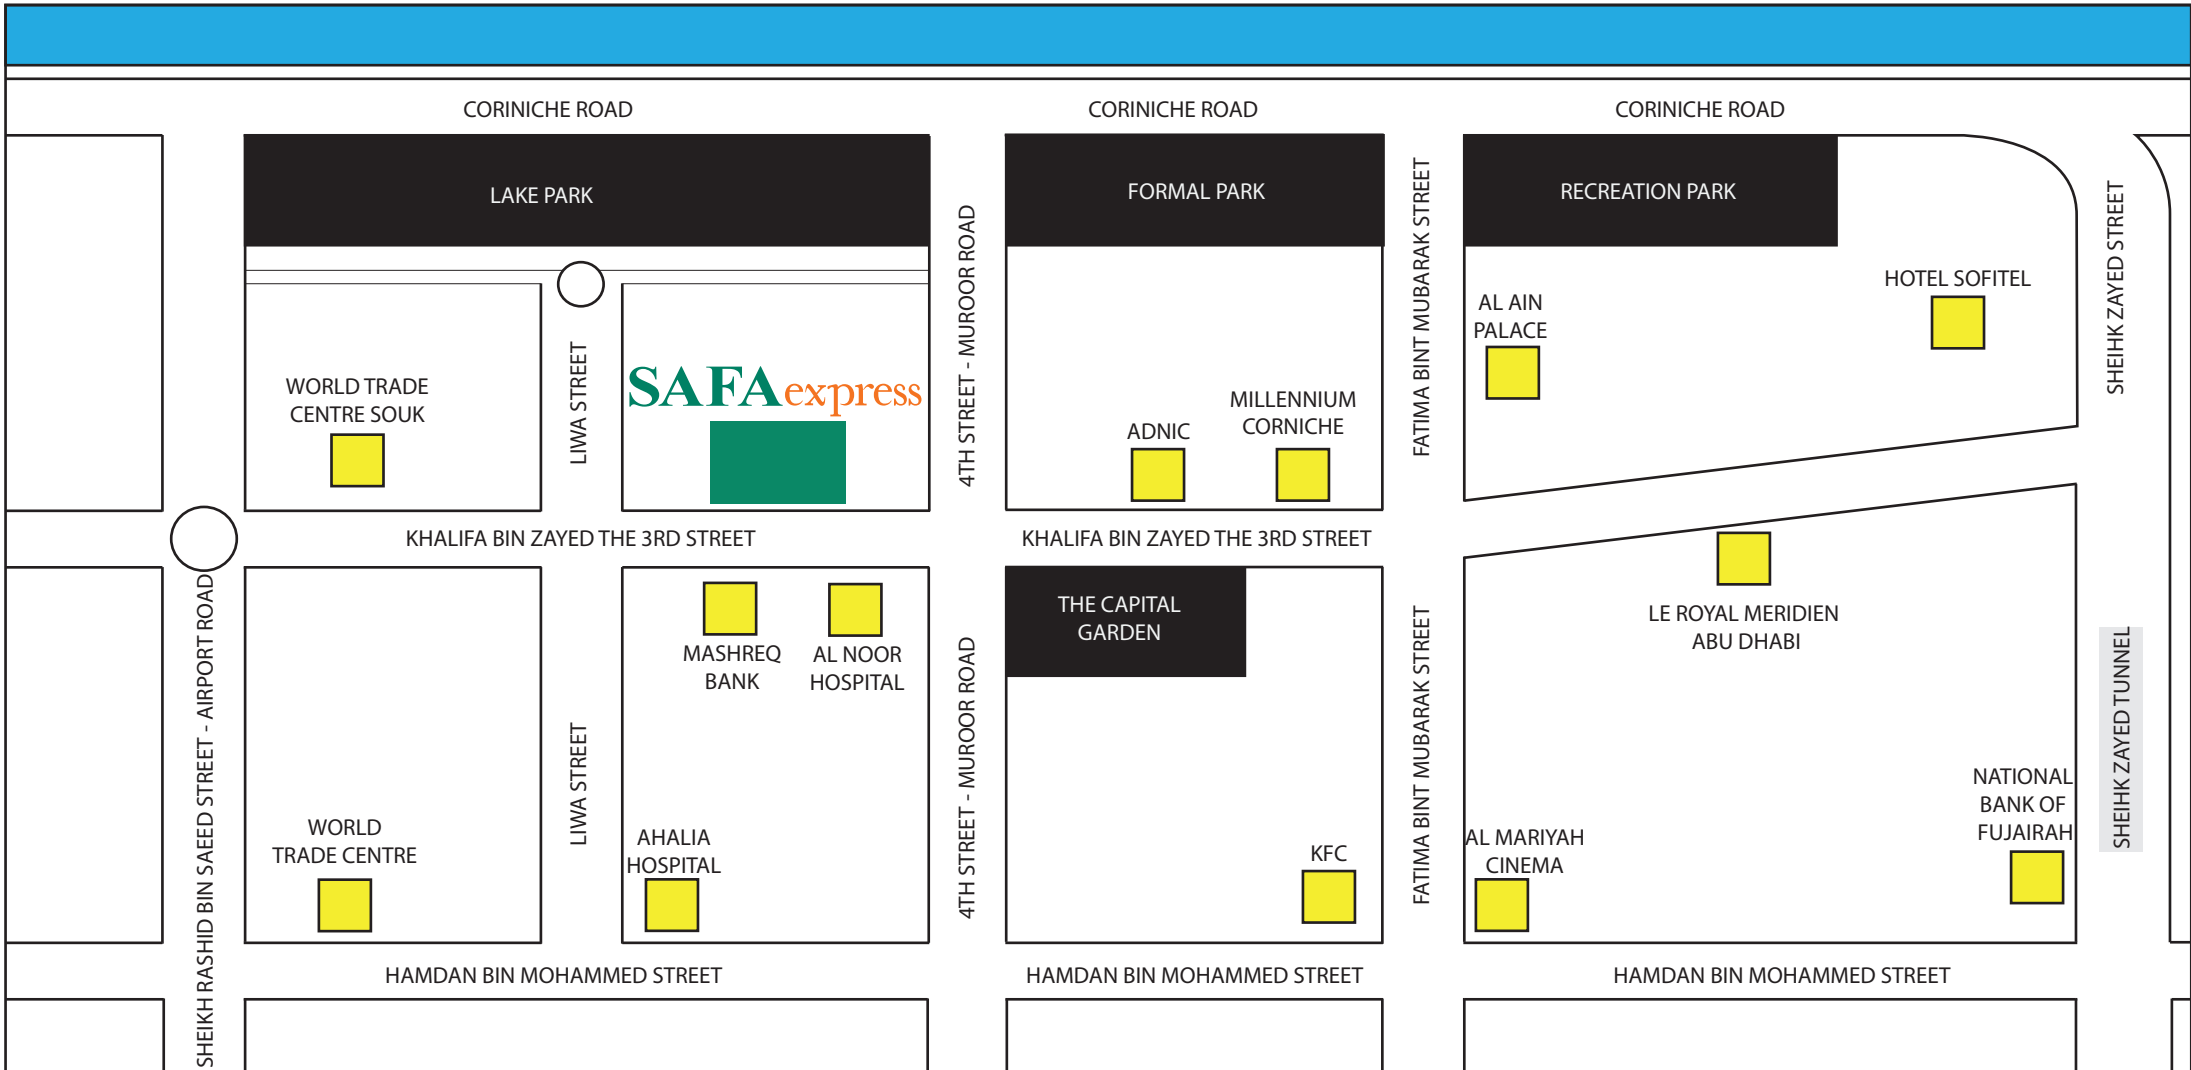 CORINICHE ROAD
CORINICHE ROAD
CORINICHE ROAD
LAKE PARK
FORMAL PARK
RECREATION PARK
4TH STREET - MUROOR ROAD
FATIMA BINT MUBARAK STREET
SHEIHK ZAYED STREET
HOTEL SOFITEL
AL AIN
PALACE
WORLD TRADE
CENTRE SOUK
LIWA STREET
SAFA express
ADNIC
MILLENNIUM
CORNICHE
KHALIFA BIN ZAYED THE 3RD STREET
KHALIFA BIN ZAYED THE 3RD STREET
SHEIKH RASHID BIN SAEED STREET - AIRPORT ROAD
MASHREQ
BANK
AL NOOR
HOSPITAL
THE CAPITAL
GARDEN
LE ROYAL MERIDIEN
ABU DHABI
4TH STREET - MUROOR ROAD
FATIMA BINT MUBARAK STREET
SHEIHK ZAYED TUNNEL
LIWA STREET
WORLD
TRADE CENTRE
AHALIA
HOSPITAL
KFC
AL MARIYAH
CINEMA
NATIONAL
BANK OF
FUJAIRAH
HAMDAN BIN MOHAMMED STREET
HAMDAN BIN MOHAMMED STREET
HAMDAN BIN MOHAMMED STREET